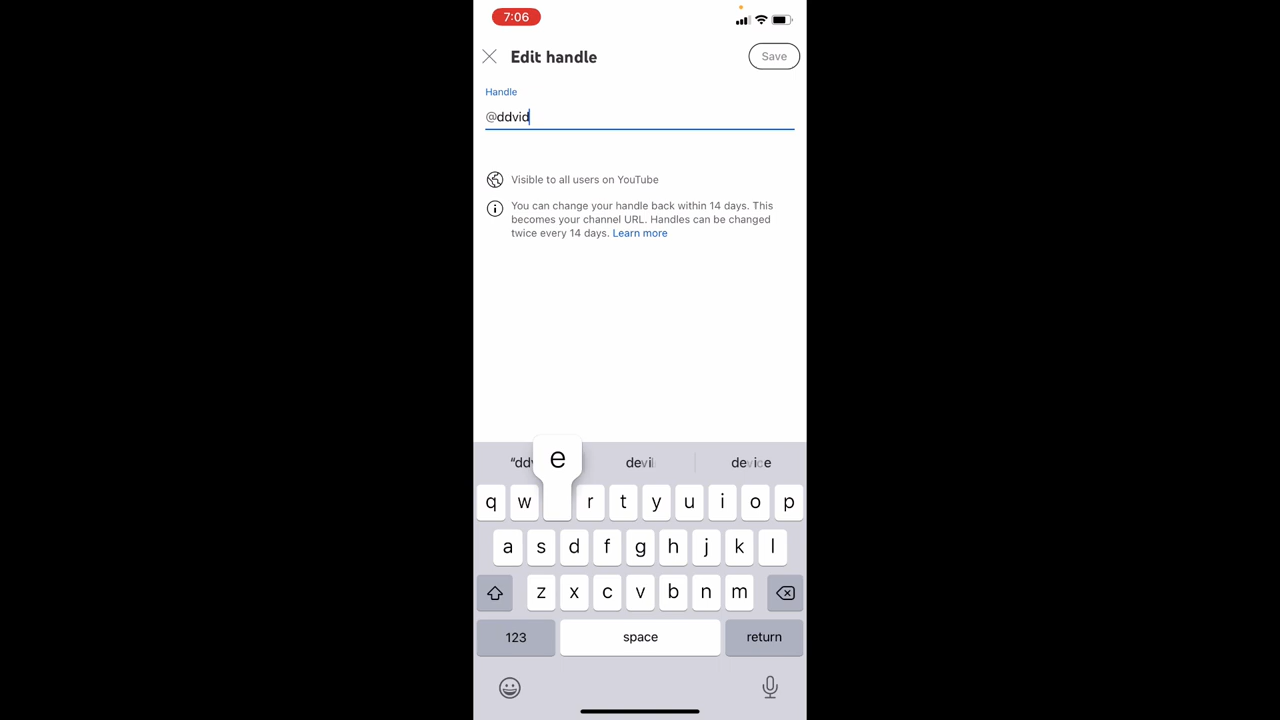 7:06
Edit handle
Save
Handle
@ddvid
Visible to all users on YouTube
You can change your handle back within 14 days. This
becomes your channel URL. Handles can be changed
twice every 14 days. Learn more
e
devil device
q w r t y u i o p
a s d f g h j k l
z x c v b n m
123 space return